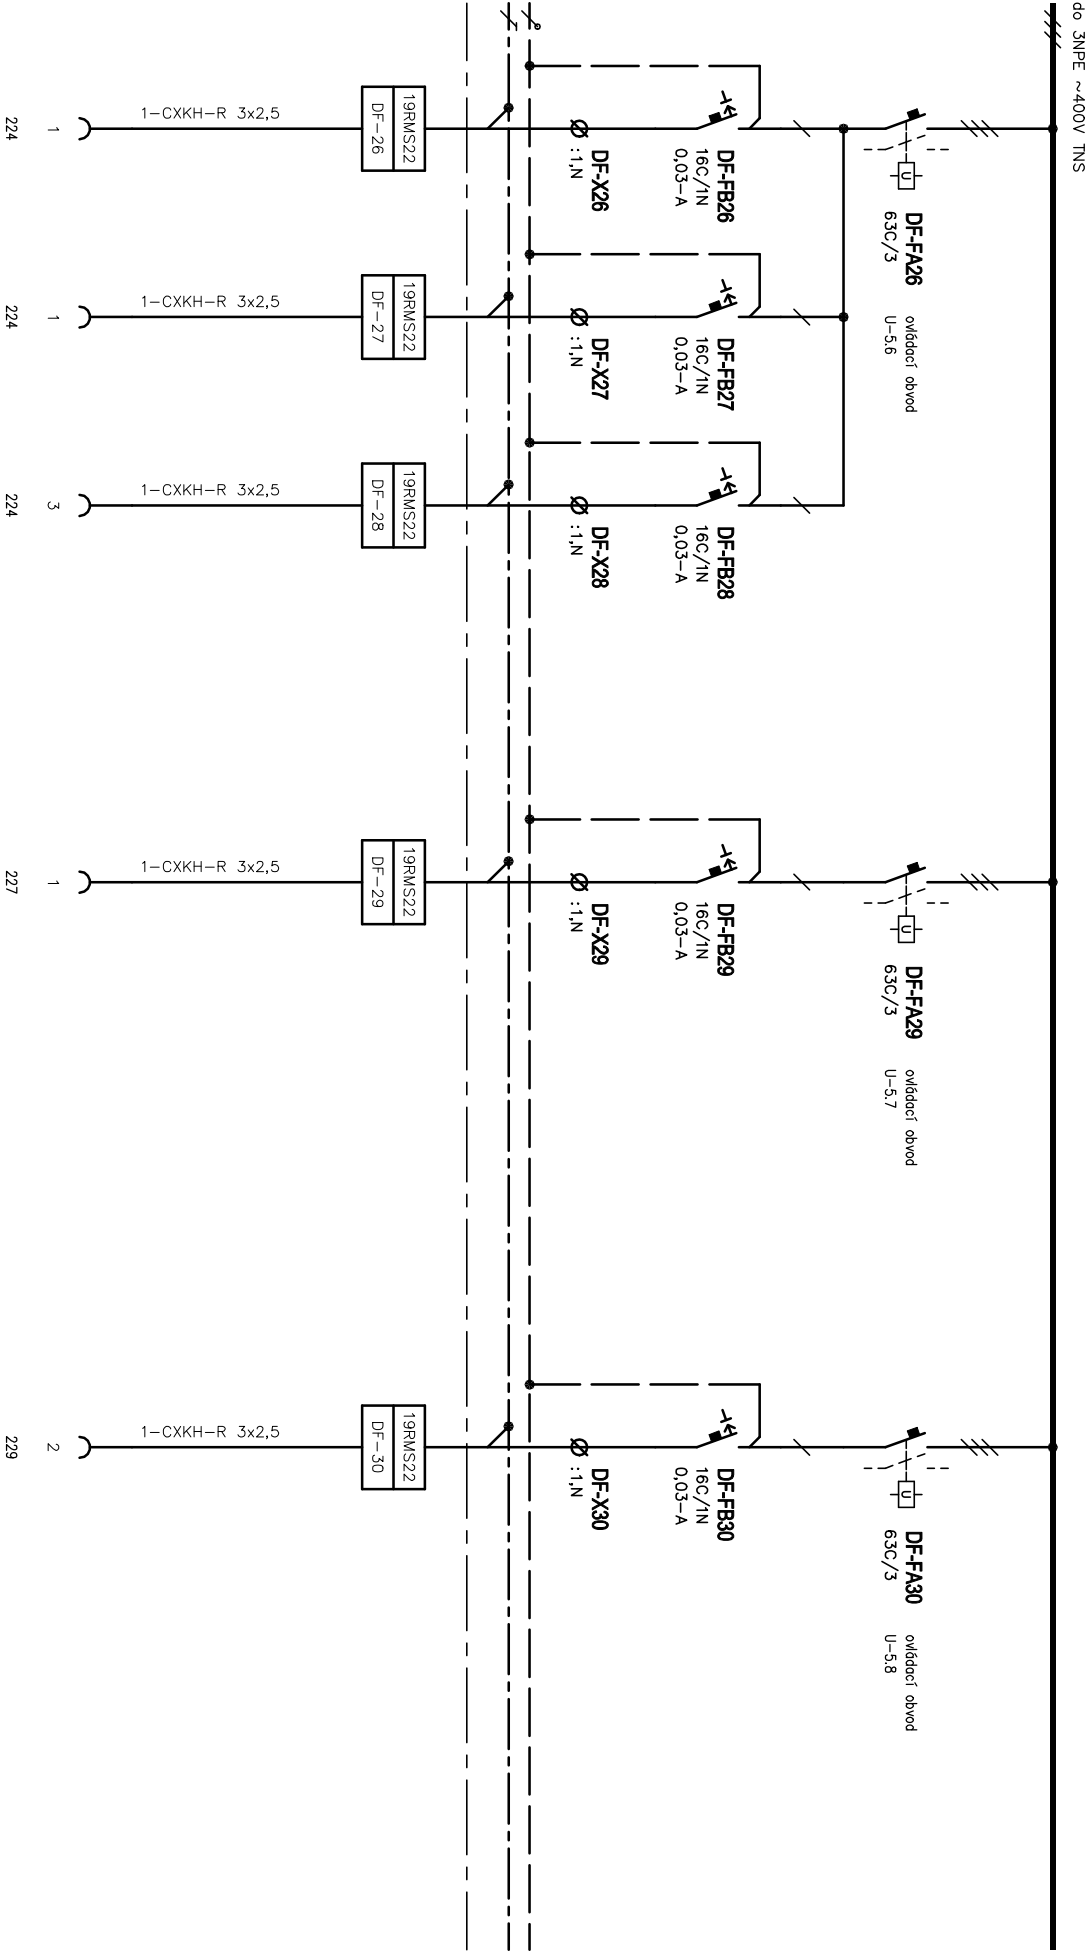 do 3NPE ~400V TNS
DF-FA26
63C/3
ovládací obvod
U-5.6
DF-FA29
63C/3
ovládací obvod
U-5.7
DF-FA30
63C/3
ovládací obvod
U-5.8
U
U
U
DF-FB26
16C/1N
0,03-A
DF-FB27
16C/1N
0,03-A
DF-FB28
16C/1N
0,03-A
DF-FB29
16C/1N
0,03-A
DF-FB30
16C/1N
0,03-A
DF-X26
:1,N
DF-X27
:1,N
DF-X28
:1,N
DF-X29
:1,N
DF-X30
:1,N
19RMS22
DF-26
19RMS22
DF-27
19RMS22
DF-28
19RMS22
DF-29
19RMS22
DF-30
1-CXKH-R 3x2,5
1-CXKH-R 3x2,5
1-CXKH-R 3x2,5
1-CXKH-R 3x2,5
1-CXKH-R 3x2,5
1
1
3
1
2
224
224
224
227
229